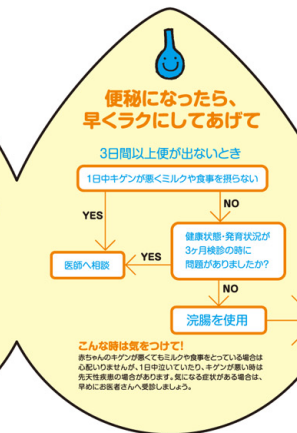 便秘になったら、
早くラクにしてあげて
3日間以上便が出ないとき
1日中キゲンが悪くミルクや食事を摂らない
YES
NO
健康状態・発育状況が
3ヶ月検診の時に
問題がありましたか?
YES
医師へ相談
NO
浣腸を使用
こんな時は気をつけて!
赤ちゃんのキゲンが悪くてもミルクや食事をとっている場合は
心配いりませんが、1日中泣いていたり、キゲンが悪い時は
先天性疾患の場合があります。気になる症状がある場合は、
早めにお医者さんへ受診しましょう。